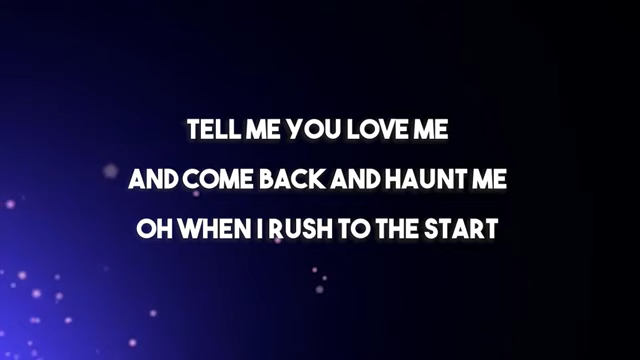 TELL ME YOU LOVE ME
AND COME BACK AND HAUNT ME
OH WHEN I RUSH TO THE START